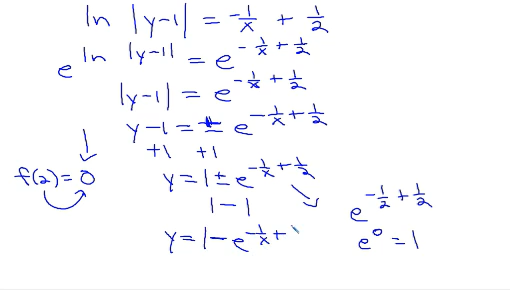 ln |y-1| = -1/x + 1/2
e^ln |y-1| = e^-1/x + 1/2
|y-1| = e^-1/x + 1/2
y-1 = ± e^-1/x + 1/2
+1 +1
f(2) = 0
y = 1 ± e^-1/x + 1/2
1 - 1
e^-1/2 + 1/2
y = 1 - e^-1/x +
e^0 = 1